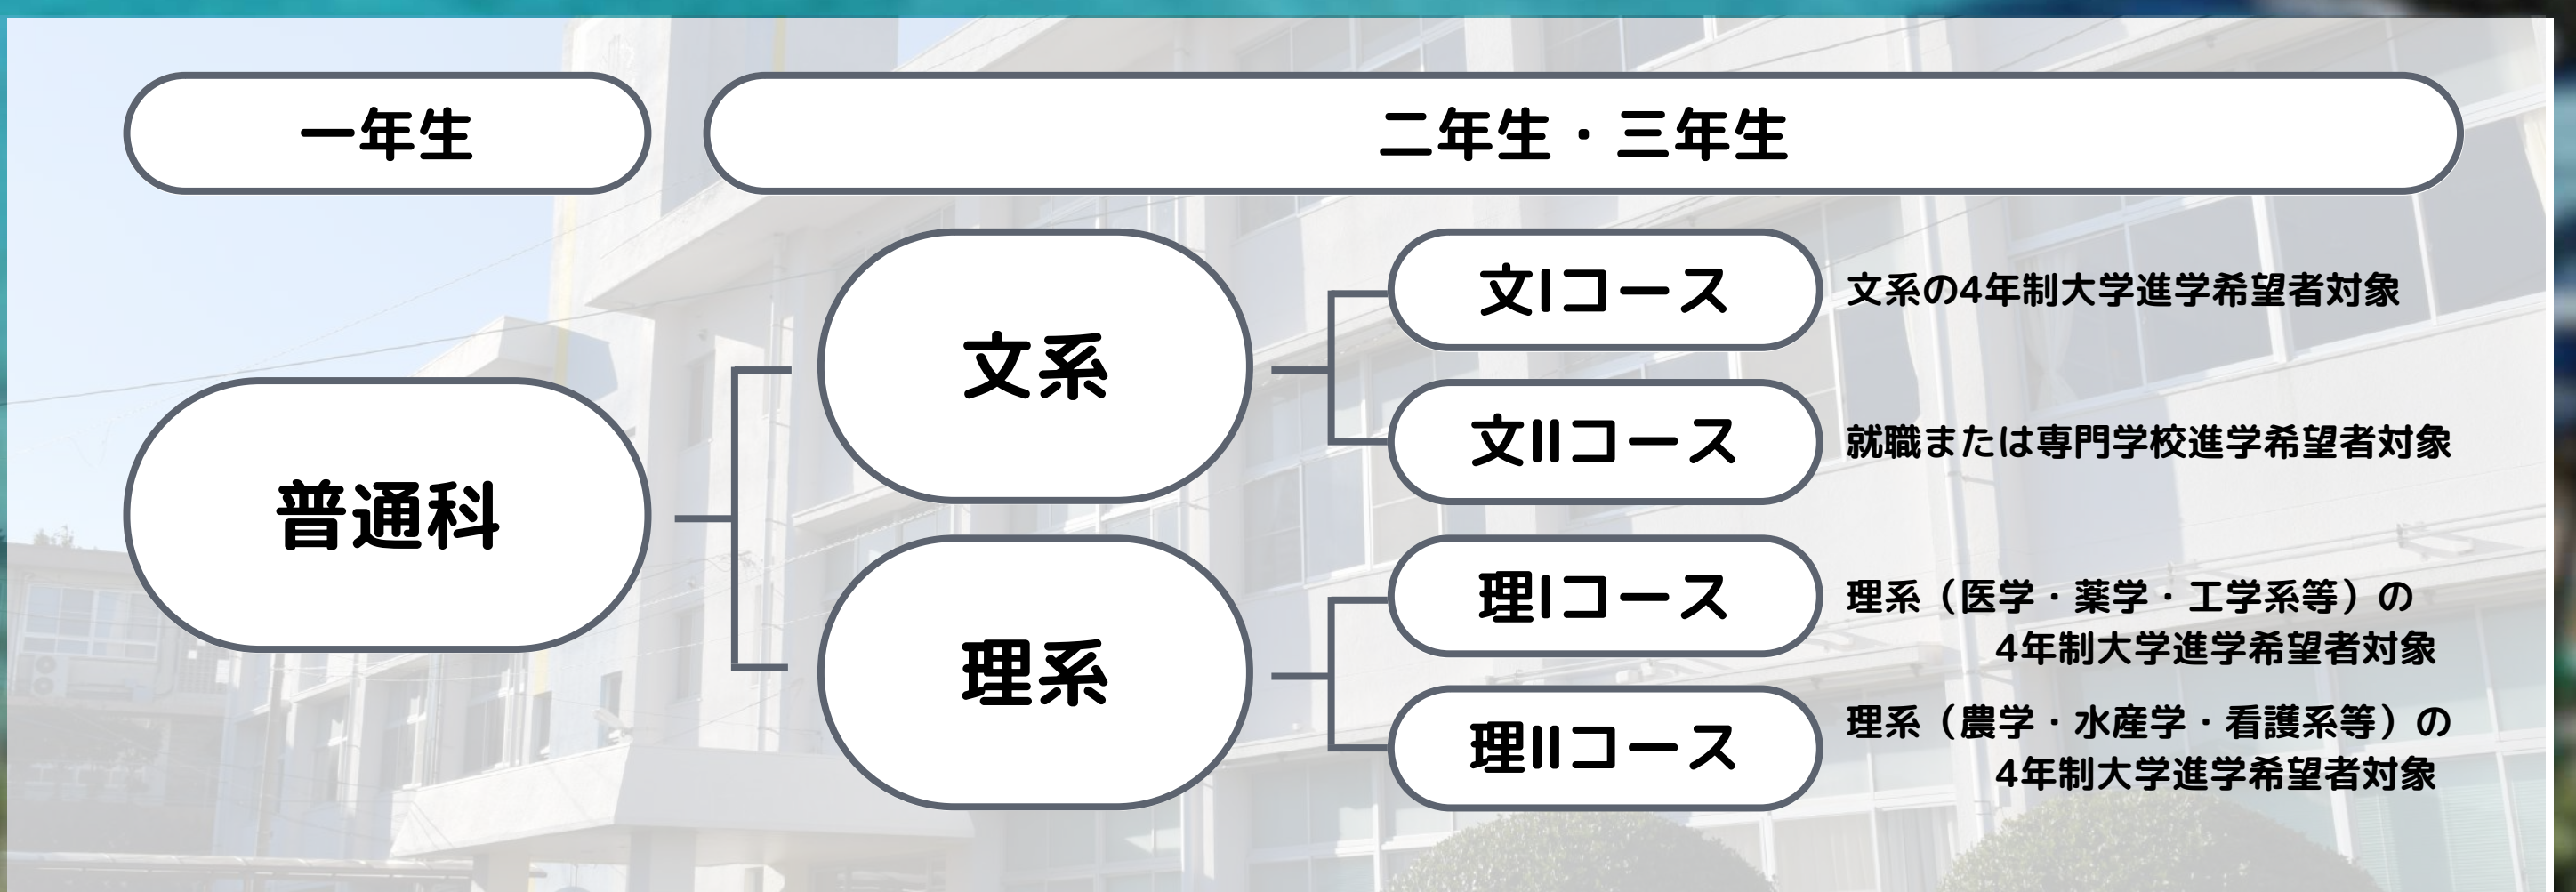 一年生
二年生・三年生
普通科
文系
文Iコース
文系の4年制大学進学希望者対象
文IIコース
就職または専門学校進学希望者対象
理系
理Iコース
理系（医学・薬学・工学系等）の
4年制大学進学希望者対象
理IIコース
理系（農学・水産学・看護系等）の
4年制大学進学希望者対象